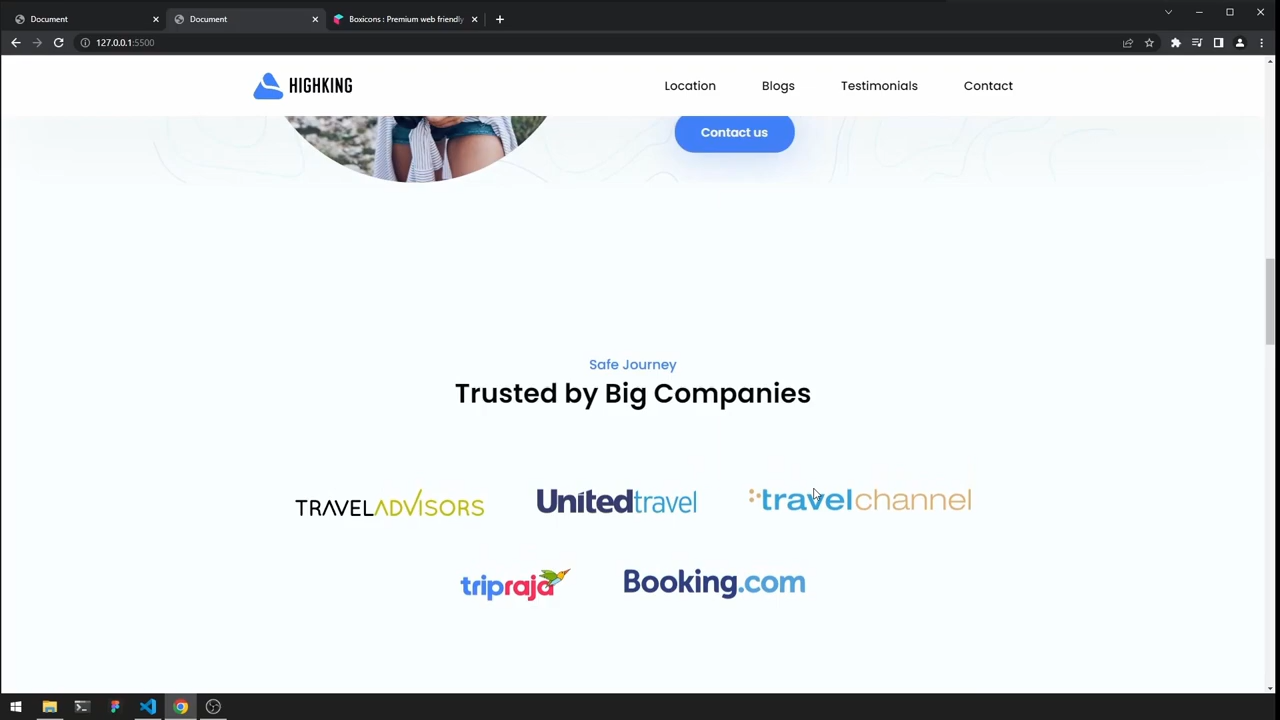 Document
Document
Boxicons : Premium web friendly
127.0.0.1:5500
HIGHKING
Location
Blogs
Testimonials
Contact
Contact us
Safe Journey
Trusted by Big Companies
TRAVELADVISORS
Unitedtravel
travelchannel
tripraja
Booking.com